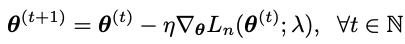 𝜽^{(t+1)} = 𝜽^{(t)} − η∇_𝜽 L_n(𝜽^{(t)}; λ), ∀t ∈ ℕ